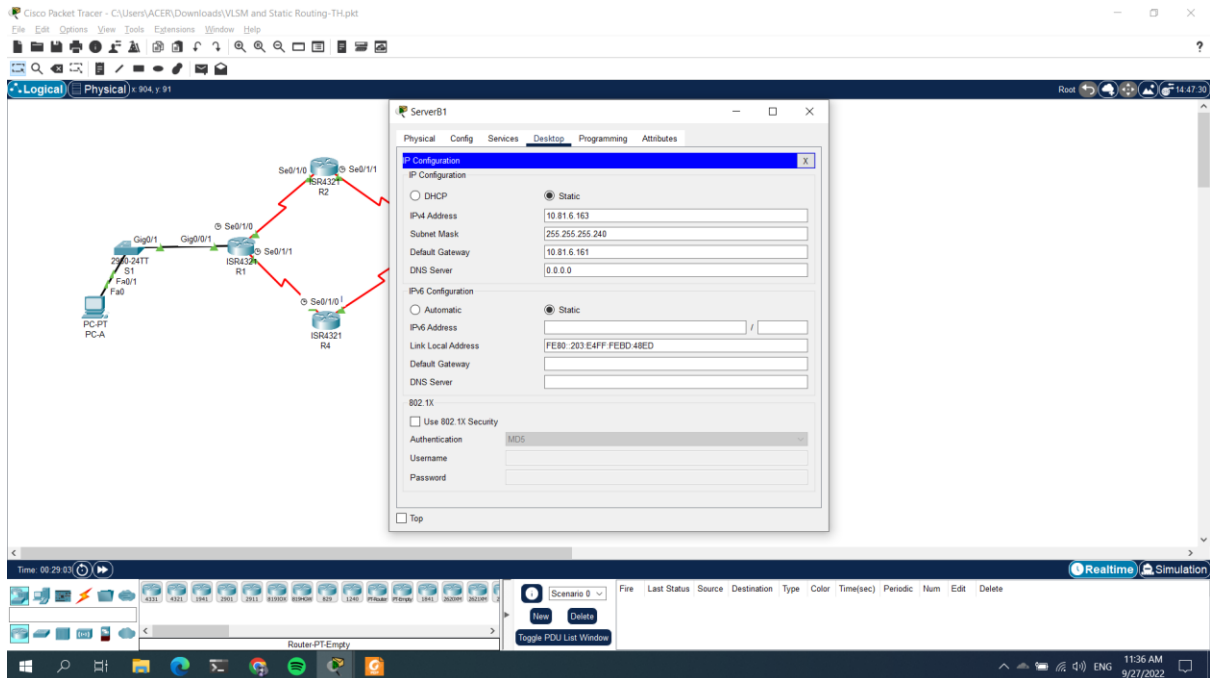 Cisco Packet Tracer - C:\Users\ACER\Downloads\VLSM and Static Routing-TH.pkt
File Edit Options View Tools Extensions Window Help
?
Logical Physical x: 904, y: 91
Root 14:47:30
Server81
Physical Config Services Desktop Programming Attributes
IP Configuration X
IP Configuration
DHCP Static
IPv4 Address 10.81.6.163
Subnet Mask 255.255.255.240
Default Gateway 10.81.6.161
DNS Server 0.0.0.0
IPv6 Configuration
Automatic Static
IPv6 Address /
Link Local Address FE80::203:E4FF:FEBD:48ED
Default Gateway
DNS Server
802.1X
Use 802.1X Security
Authentication MD5
Username
Password
Top
Se0/1/0 Se0/1/1
ISR4321
R2
Se0/1/0
Gig0/1 Gig0/0/1
Se0/1/1
2960-24TT
S1
ISR4321
R1
Fa0/1
Fa0
PC-PT
PC-A
Se0/1/0
ISR4321
R4
Time: 00:29:03
Realtime Simulation
4331 4321 1941 2901 2911 819IOX 819HGW 829 1240 PT-Router PT-Empty 1841 2620XM 2621XM
Router-PT-Empty
Scenario 0
New Delete
Toggle PDU List Window
Fire Last Status Source Destination Type Color Time(sec) Periodic Num Edit Delete
ENG
11:36 AM
9/27/2022